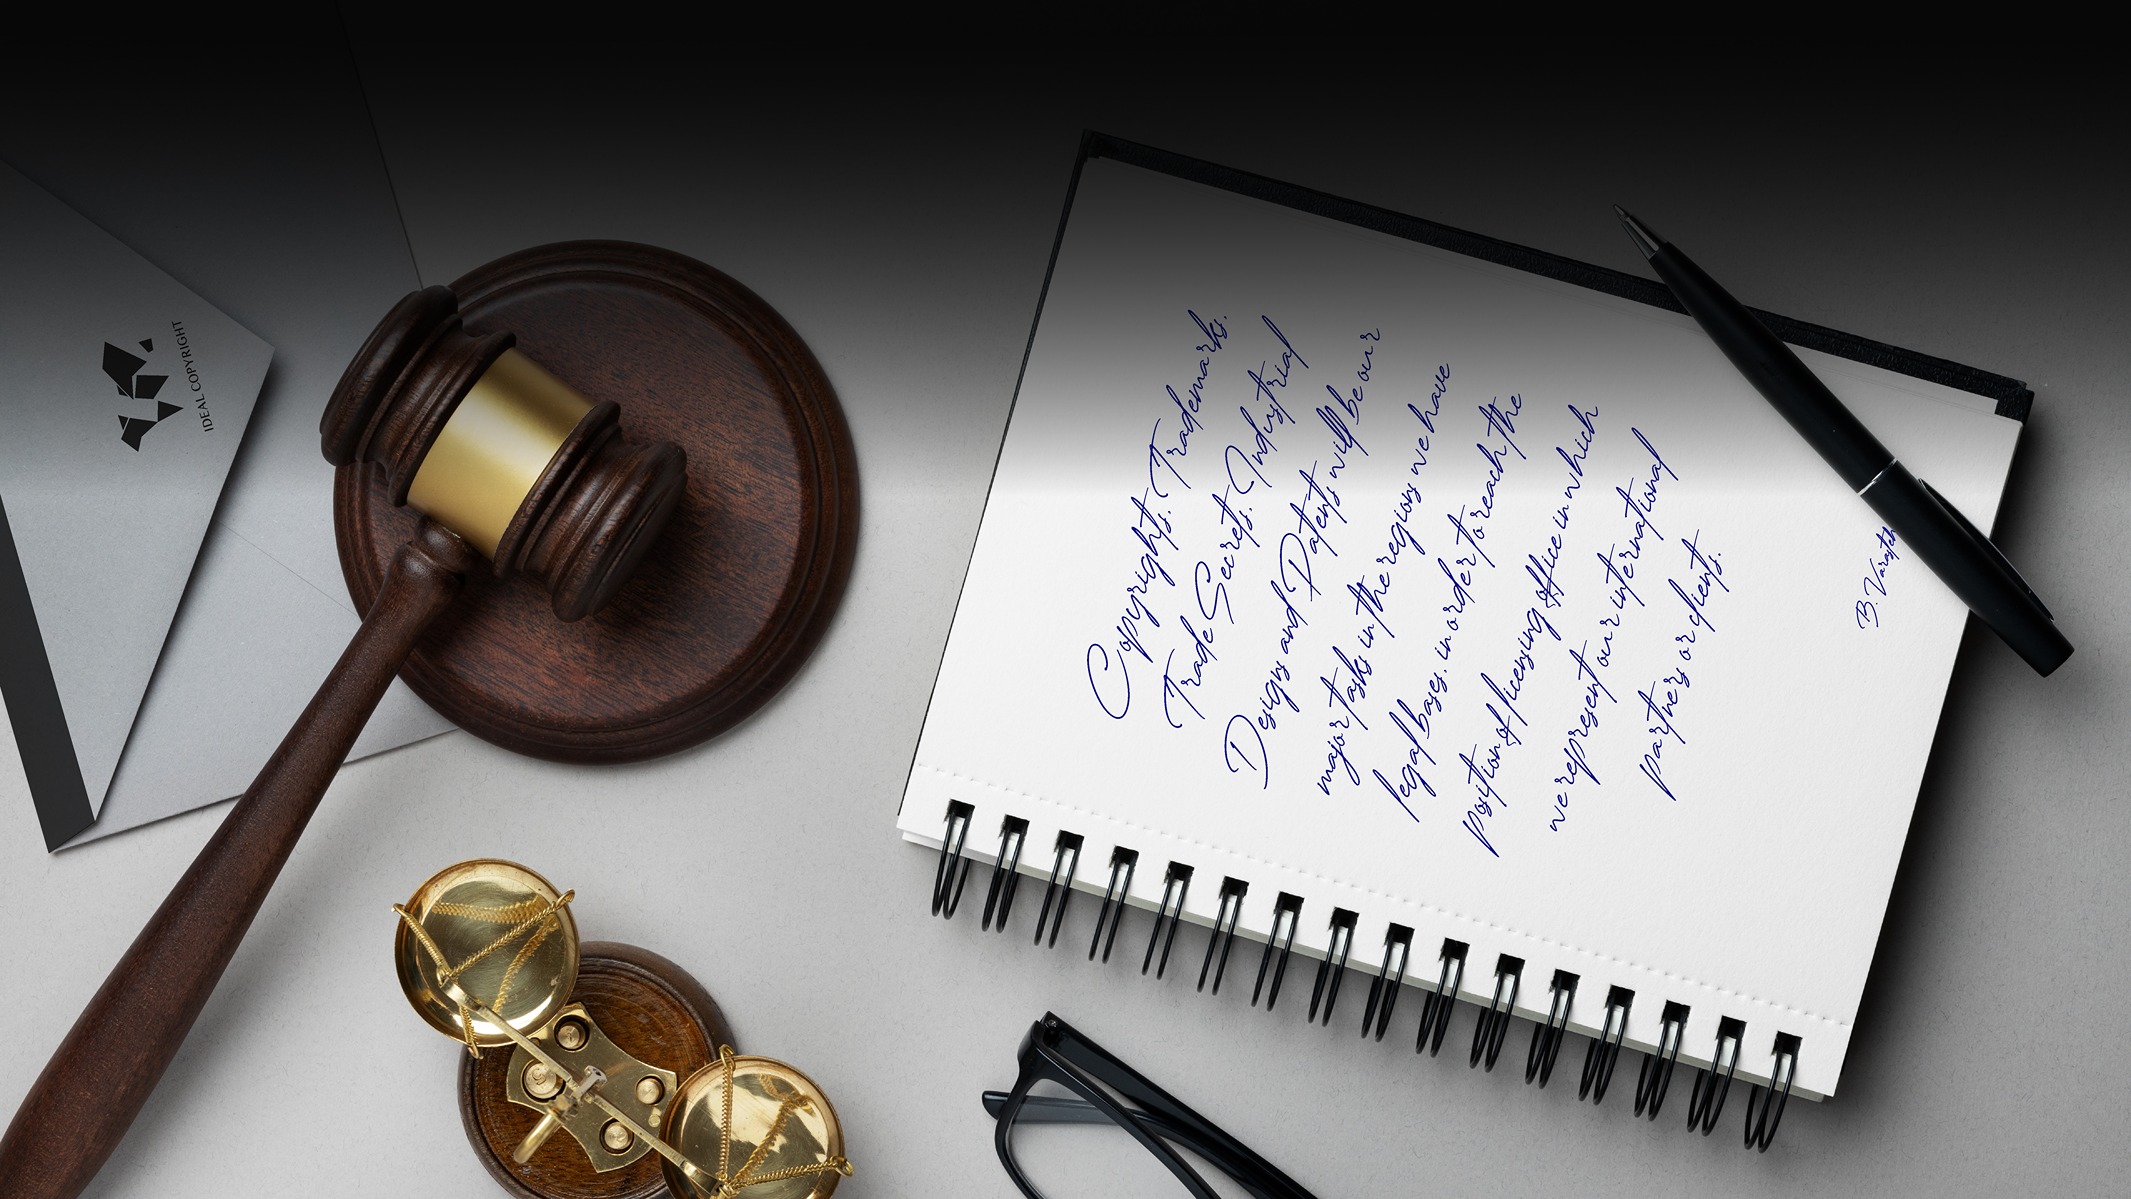 IDEAL COPYRIGHT
Copyrights. Trademarks.
Trade Secrets. Industrial
Designs and Patents will be our
major tasks in the regions we have
legal bases. in order to reach the
position of licensing office in which
we represent our international
partners or clients.
B. Varasteh